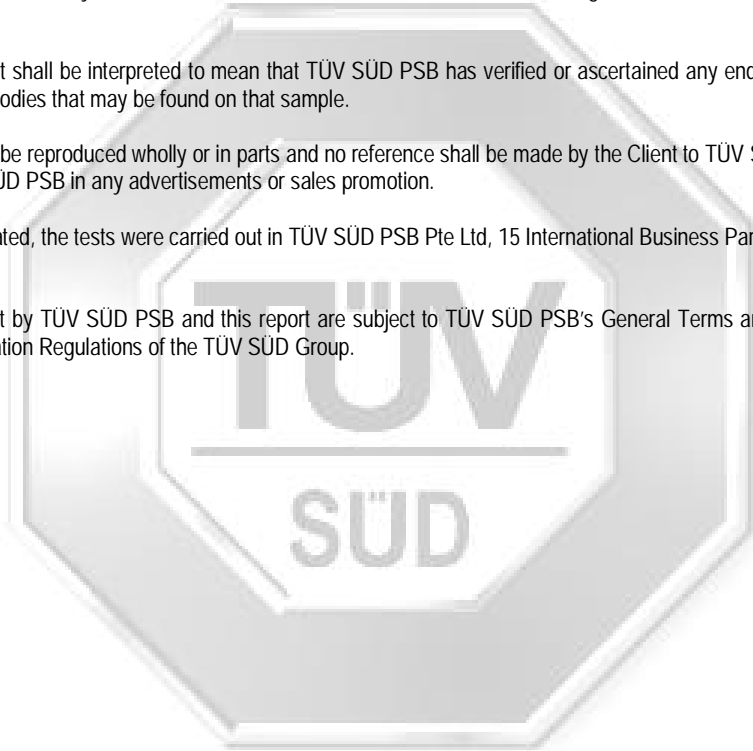 t shall be interpreted to mean that TÜV SÜD PSB has verified or ascertained any end
odies that may be found on that sample.
be reproduced wholly or in parts and no reference shall be made by the Client to TÜV S
ÜD PSB in any advertisements or sales promotion.
ated, the tests were carried out in TÜV SÜD PSB Pte Ltd, 15 International Business Par
t by TÜV SÜD PSB and this report are subject to TÜV SÜD PSB's General Terms an
tion Regulations of the TÜV SÜD Group.
TÜV
SÜD